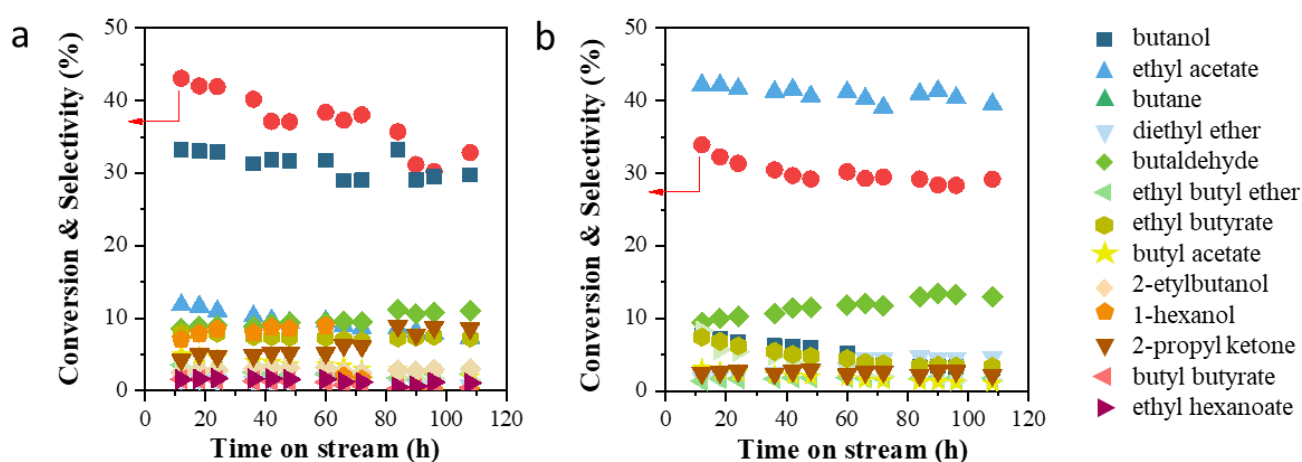 a
50
40
30
20
10
0
Conversion & Selectivity (%)
0 20 40 60 80 100 120
Time on stream (h)
b
50
40
30
20
10
0
Conversion & Selectivity (%)
0 20 40 60 80 100 120
Time on stream (h)
butanol
ethyl acetate
butane
diethyl ether
butaldehyde
ethyl butyl ether
ethyl butyrate
butyl acetate
2-etylbutanol
1-hexanol
2-propyl ketone
butyl butyrate
ethyl hexanoate